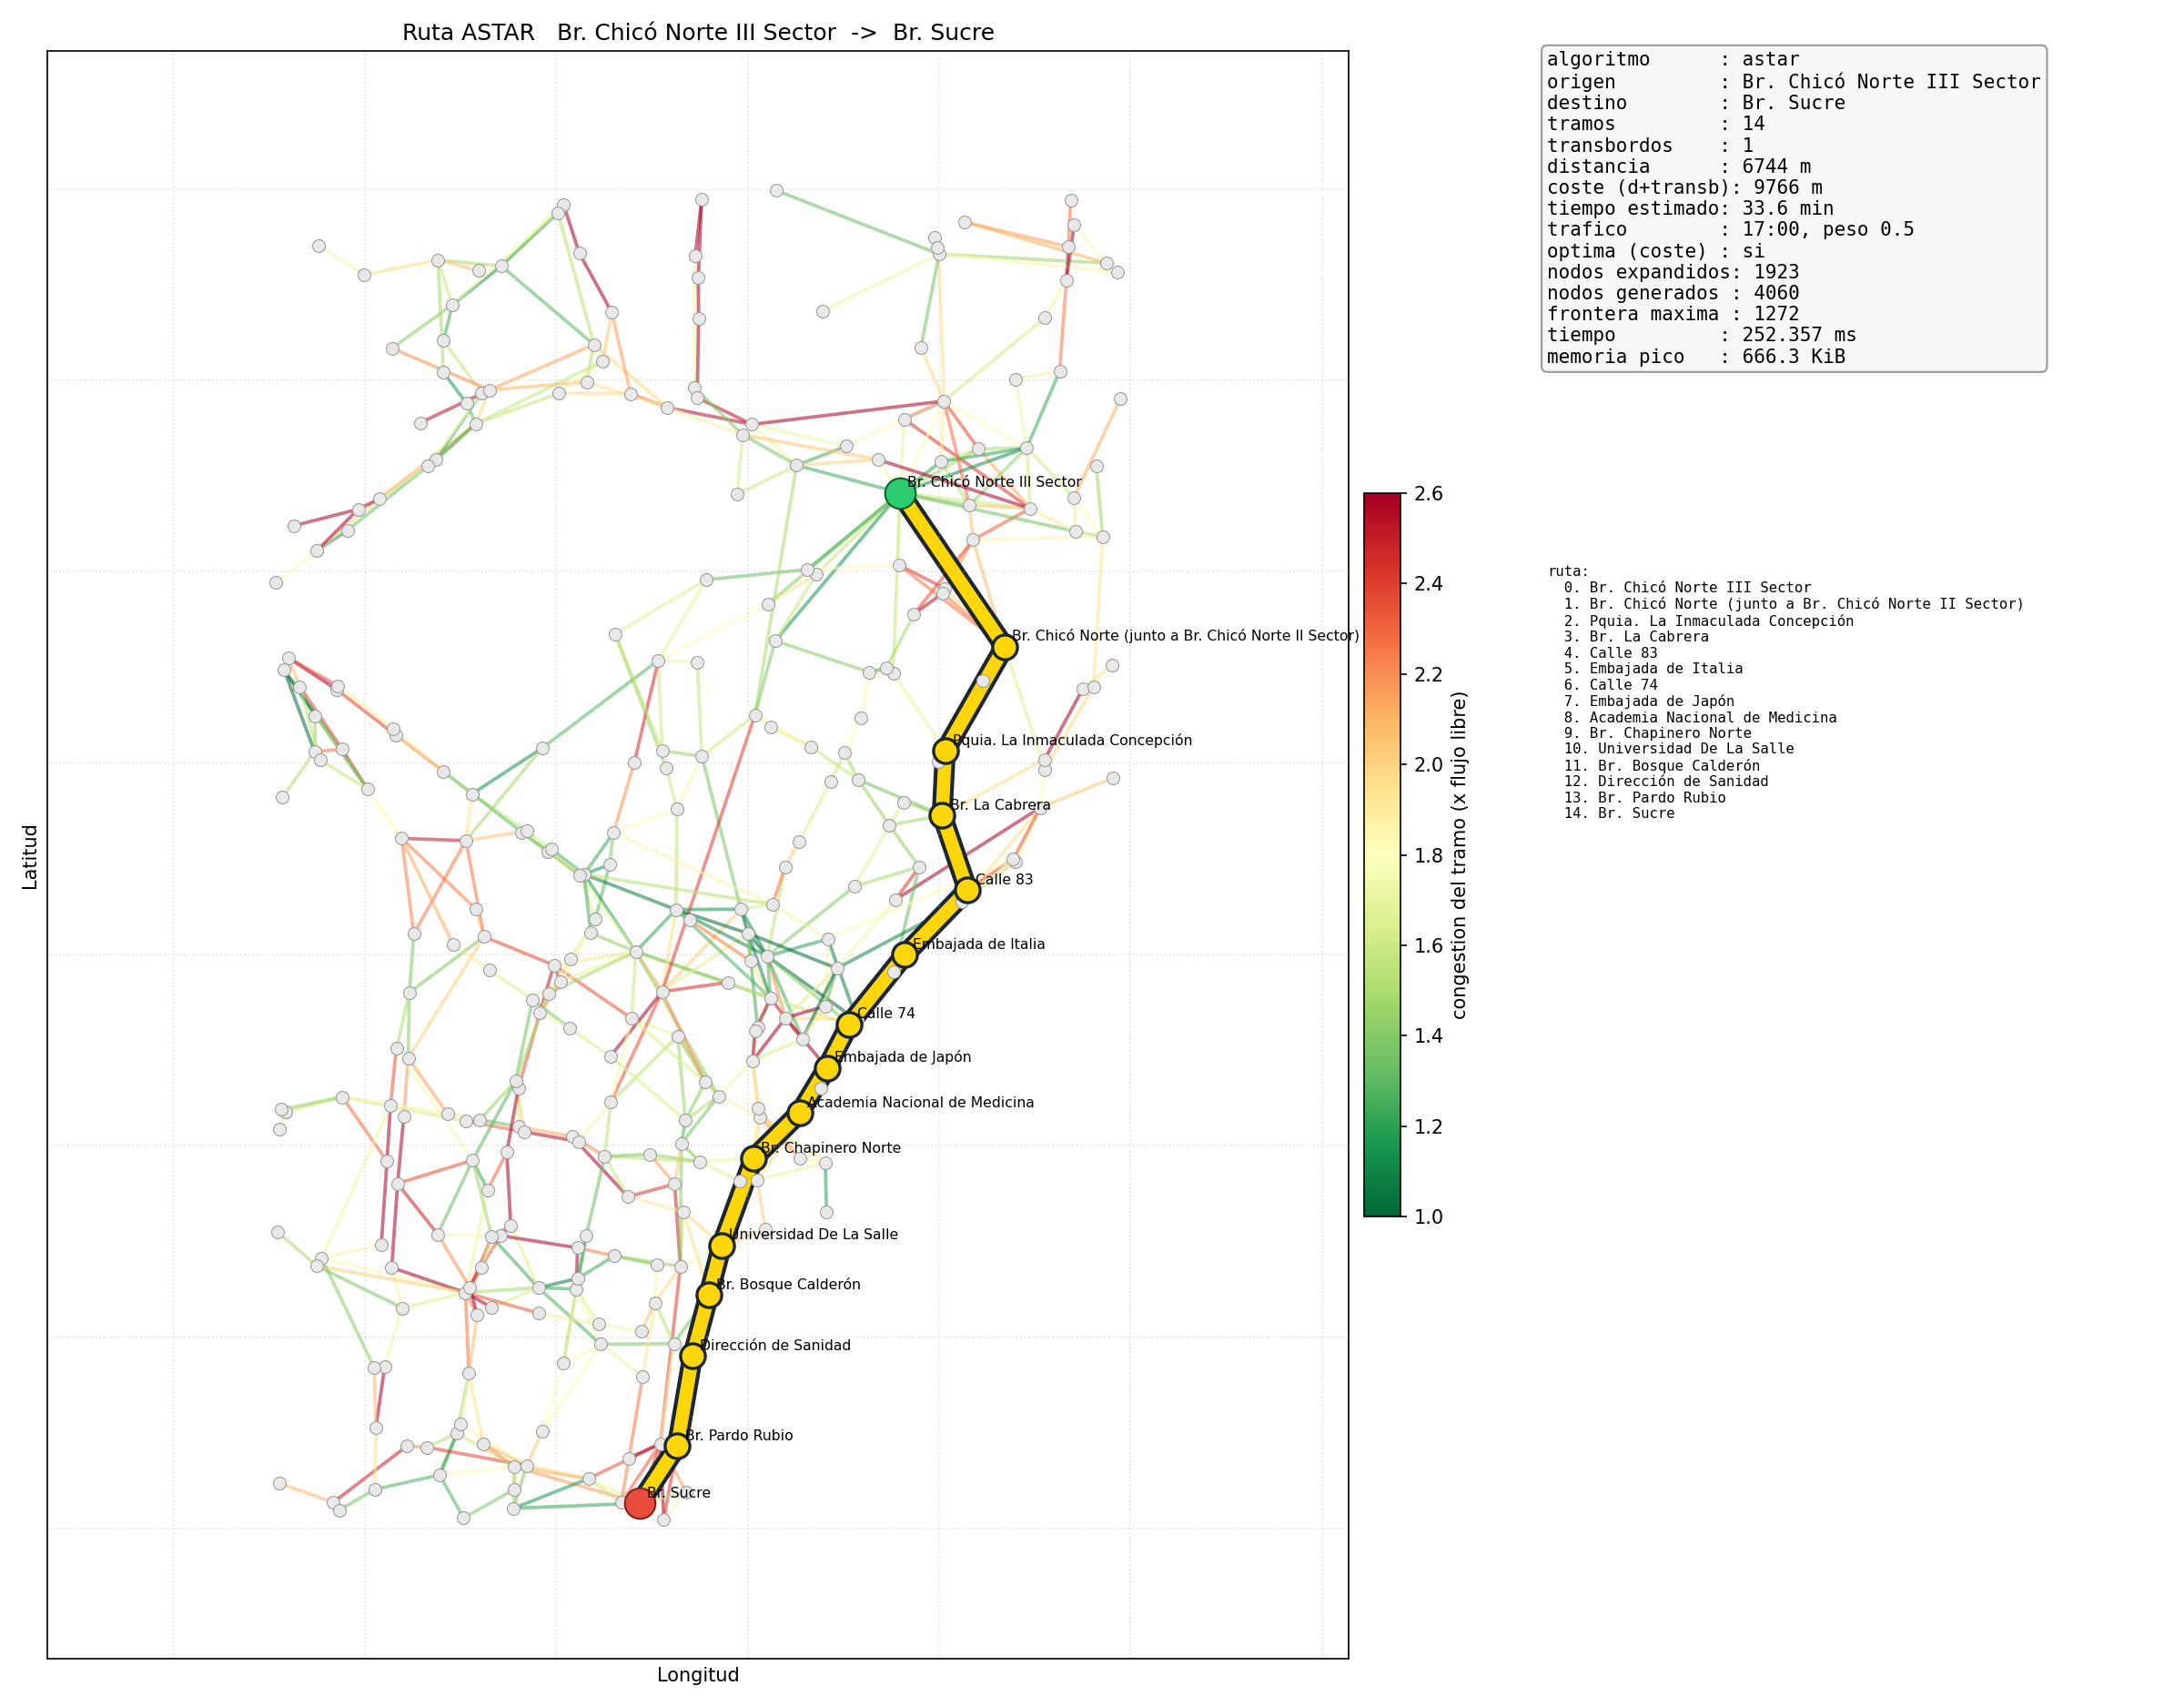 Ruta ASTAR   Br. Chicó Norte III Sector  ->  Br. Sucre
algoritmo      : astar
origen         : Br. Chicó Norte III Sector
destino        : Br. Sucre
tramos         : 14
transbordos    : 1
distancia      : 6744 m
coste (d+transb): 9766 m
tiempo estimado: 33.6 min
trafico        : 17:00, peso 0.5
optima (coste) : si
nodos expandidos: 1923
nodos generados : 4060
frontera maxima : 1272
tiempo         : 252.357 ms
memoria pico   : 666.3 KiB
Br. Chicó Norte III Sector
Br. Chicó Norte (junto a Br. Chicó Norte II Sector)
Pquia. La Inmaculada Concepción
Br. La Cabrera
Calle 83
Embajada de Italia
Calle 74
Embajada de Japón
Academia Nacional de Medicina
Br. Chapinero Norte
Universidad De La Salle
Br. Bosque Calderón
Dirección de Sanidad
Br. Pardo Rubio
Br. Sucre
Latitud
Longitud
2.6
2.4
2.2
2.0
1.8
1.6
1.4
1.2
1.0
congestion del tramo (x flujo libre)
ruta:
0. Br. Chicó Norte III Sector
1. Br. Chicó Norte (junto a Br. Chicó Norte II Sector)
2. Pquia. La Inmaculada Concepción
3. Br. La Cabrera
4. Calle 83
5. Embajada de Italia
6. Calle 74
7. Embajada de Japón
8. Academia Nacional de Medicina
9. Br. Chapinero Norte
10. Universidad De La Salle
11. Br. Bosque Calderón
12. Dirección de Sanidad
13. Br. Pardo Rubio
14. Br. Sucre